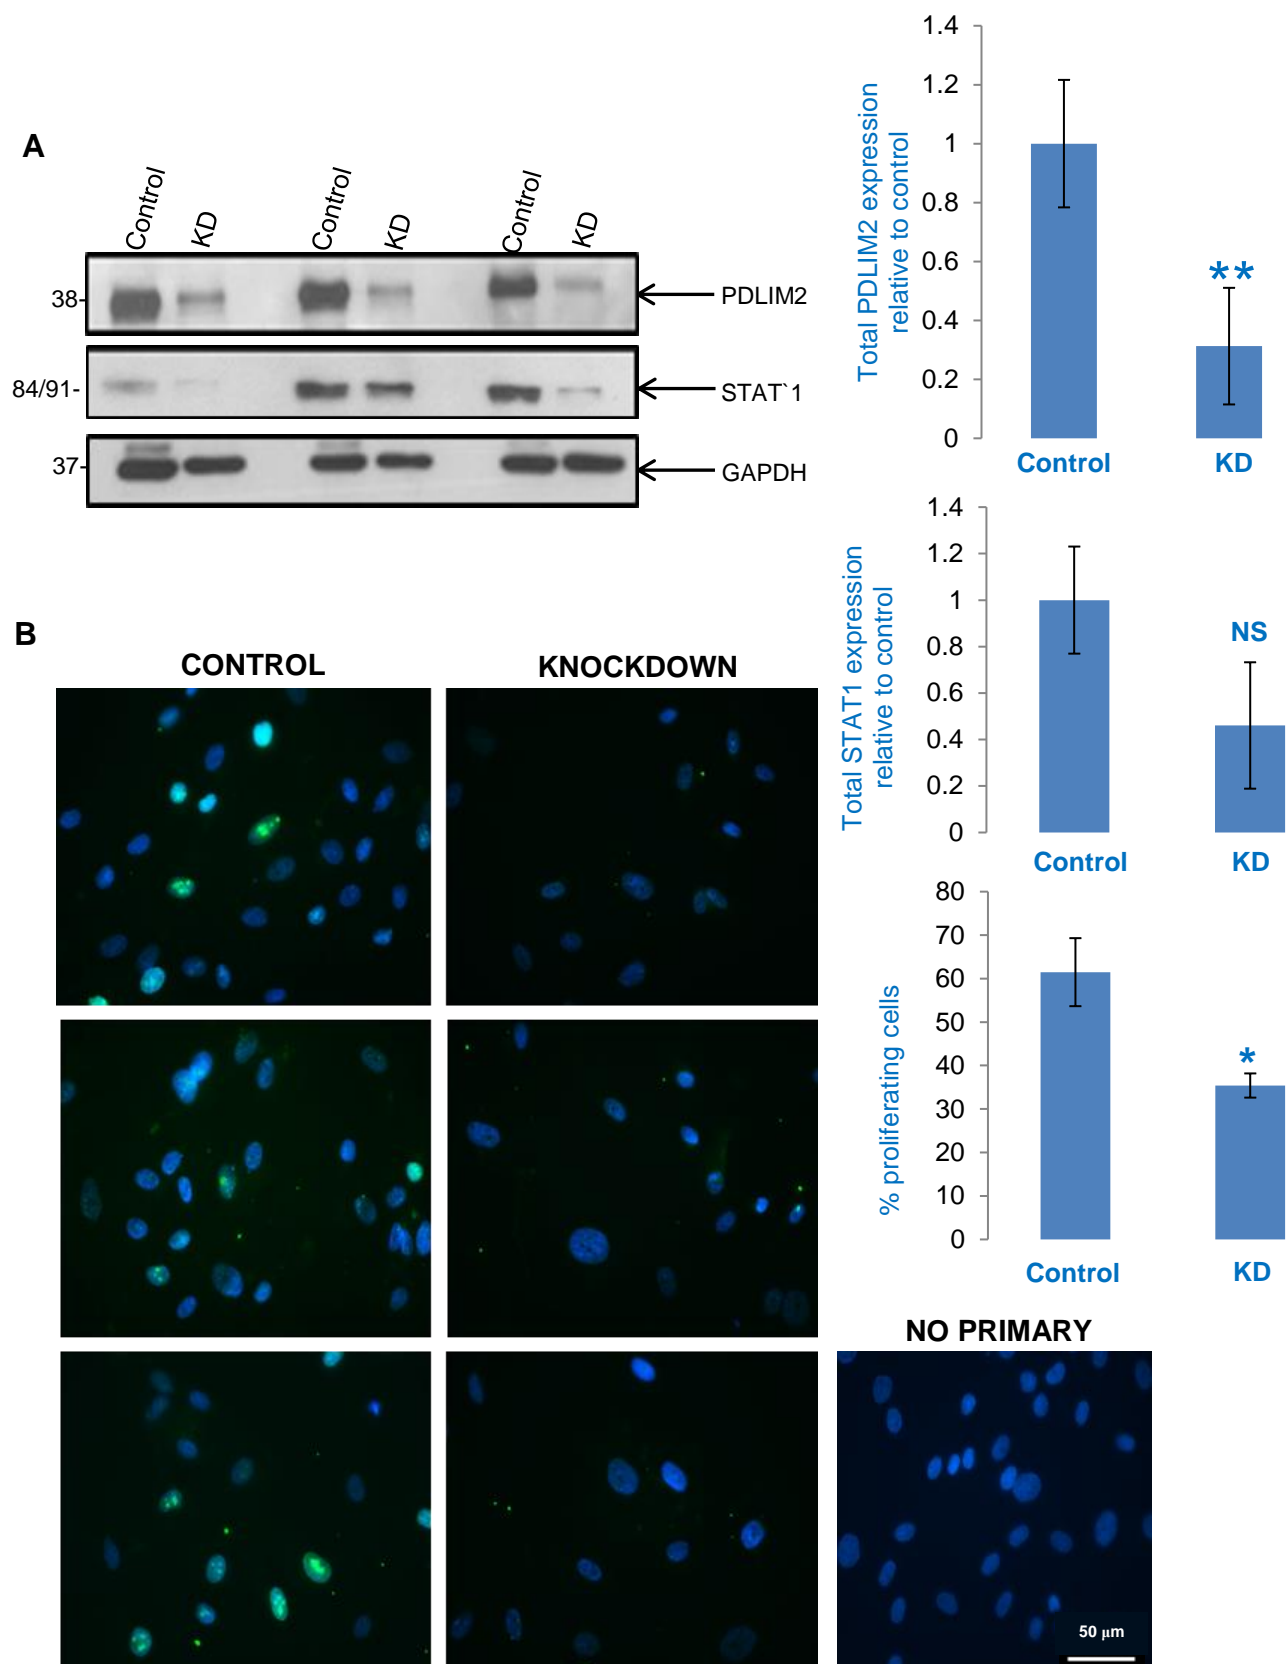 A
Control
KD
Control
KD
Control
KD
38-
PDLIM2
84/91-
STAT`1
37-
GAPDH
Total PDLIM2 expression
relative to control
1.4
1.2
1
0.8
0.6
0.4
0.2
0
**
Control
KD
Total STAT1 expression
relative to control
1.4
1.2
1
0.8
0.6
0.4
0.2
0
NS
Control
KD
% proliferating cells
80
70
60
50
40
30
20
10
0
*
Control
KD
B
CONTROL
KNOCKDOWN
NO PRIMARY
50 μm